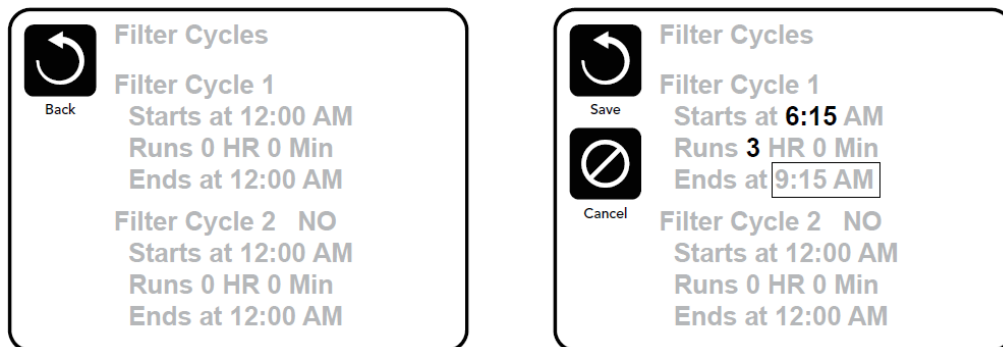 Filter Cycles
Back
Filter Cycle 1
Starts at 12:00 AM
Runs 0 HR 0 Min
Ends at 12:00 AM
Filter Cycle 2 NO
Starts at 12:00 AM
Runs 0 HR 0 Min
Ends at 12:00 AM
Filter Cycles
Save
Cancel
Filter Cycle 1
Starts at 6:15 AM
Runs 3 HR 0 Min
Ends at 9:15 AM
Filter Cycle 2 NO
Starts at 12:00 AM
Runs 0 HR 0 Min
Ends at 12:00 AM